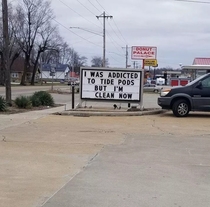 DONUT
PALACE
I WAS ADDICTED
TO TIDE PODS
BUT I'M
CLEAN NOW